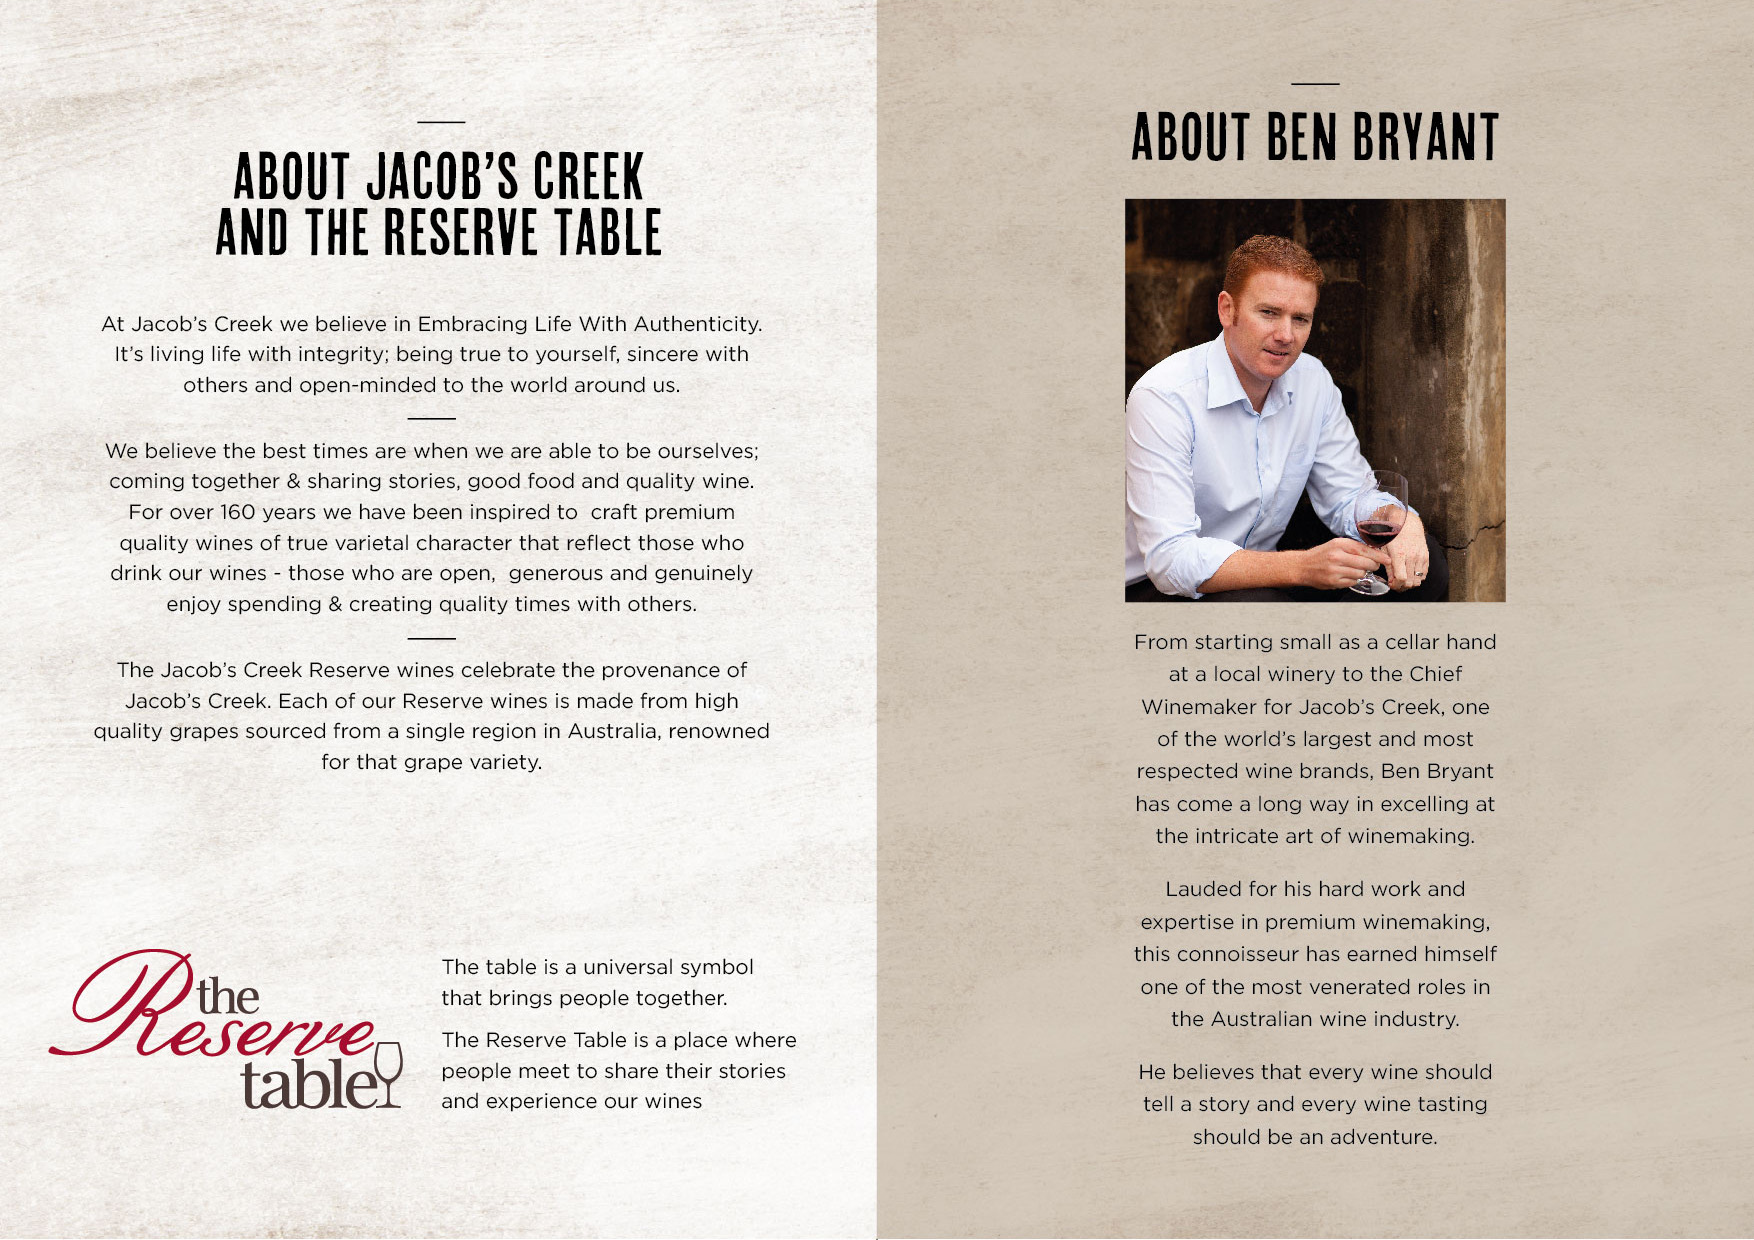 ABOUT JACOB'S CREEK
AND THE RESERVE TABLE
At Jacob's Creek we believe in Embracing Life With Authenticity.
It's living life with integrity; being true to yourself, sincere with
others and open-minded to the world around us.
We believe the best times are when we are able to be ourselves;
coming together & sharing stories, good food and quality wine.
For over 160 years we have been inspired to  craft premium
quality wines of true varietal character that reflect those who
drink our wines - those who are open,  generous and genuinely
enjoy spending & creating quality times with others.
The Jacob's Creek Reserve wines celebrate the provenance of
Jacob's Creek. Each of our Reserve wines is made from high
quality grapes sourced from a single region in Australia, renowned
for that grape variety.
the
Reserve
table
The table is a universal symbol
that brings people together.
The Reserve Table is a place where
people meet to share their stories
and experience our wines
ABOUT BEN BRYANT
From starting small as a cellar hand
at a local winery to the Chief
Winemaker for Jacob's Creek, one
of the world's largest and most
respected wine brands, Ben Bryant
has come a long way in excelling at
the intricate art of winemaking.
Lauded for his hard work and
expertise in premium winemaking,
this connoisseur has earned himself
one of the most venerated roles in
the Australian wine industry.
He believes that every wine should
tell a story and every wine tasting
should be an adventure.